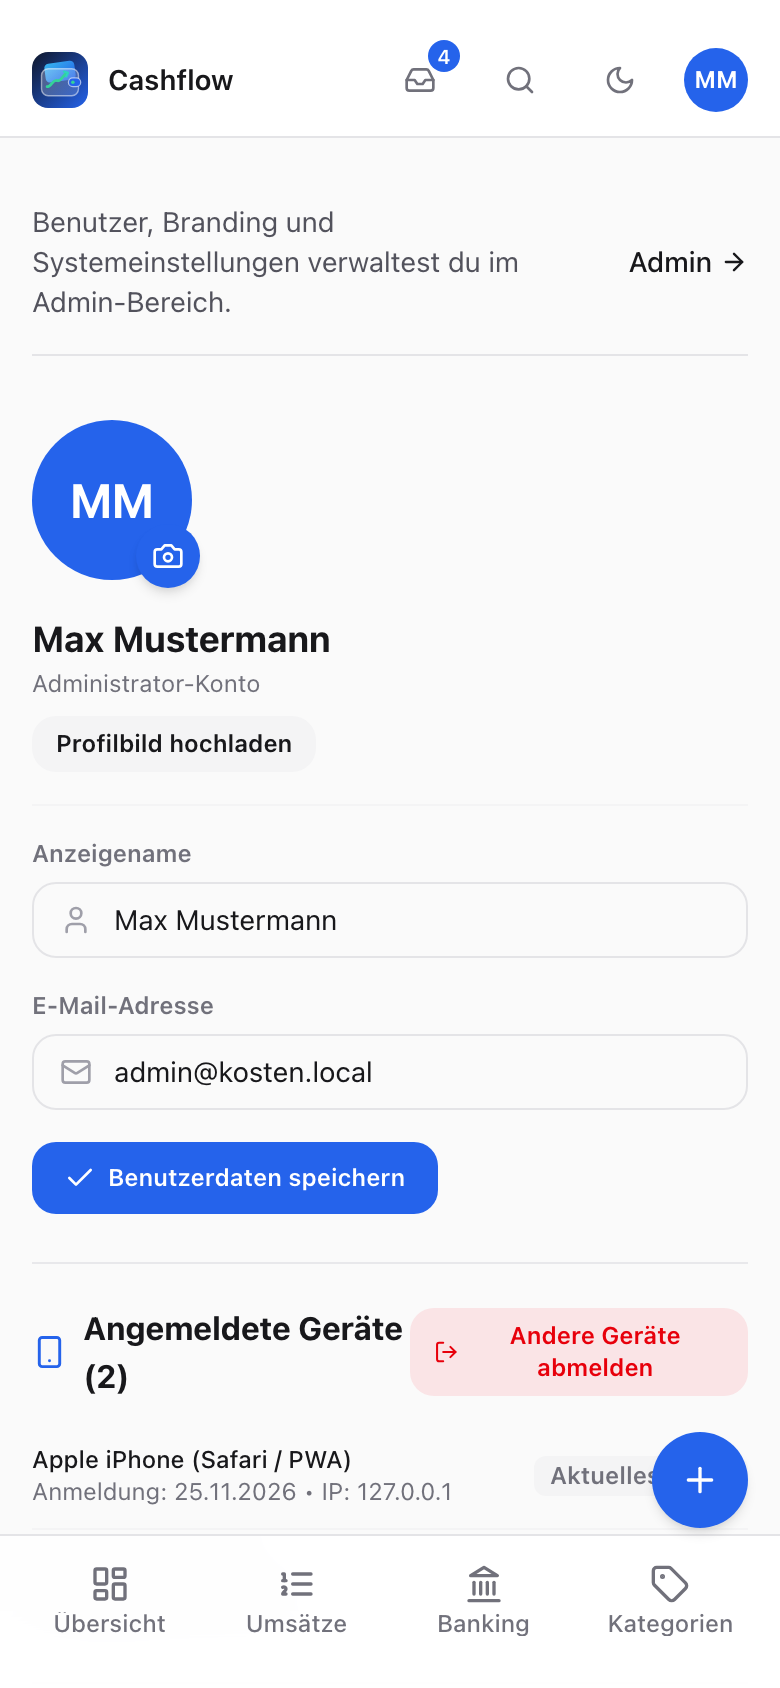 Cashflow
4
MM
Benutzer, Branding und
Systemeinstellungen verwaltest du im
Admin-Bereich.
Admin →
MM
Max Mustermann
Administrator-Konto
Profilbild hochladen
Anzeigename
Max Mustermann
E-Mail-Adresse
admin@kosten.local
Benutzerdaten speichern
Angemeldete Geräte
(2)
Andere Geräte
abmelden
Apple iPhone (Safari / PWA)
Anmeldung: 25.11.2026 • IP: 127.0.0.1
Aktuelles
Übersicht
Umsätze
Banking
Kategorien